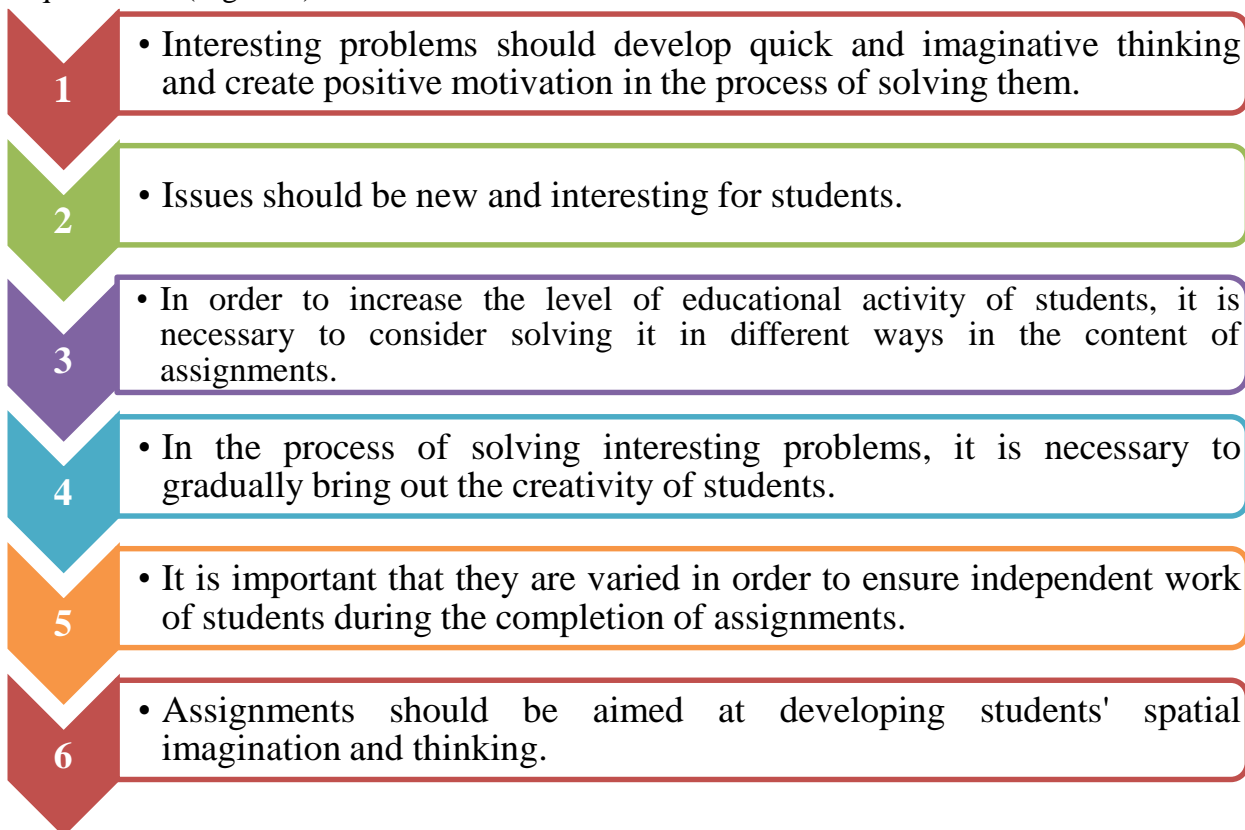 1
• Interesting problems should develop quick and imaginative thinking
and create positive motivation in the process of solving them.
2
• Issues should be new and interesting for students.
3
• In order to increase the level of educational activity of students, it is
necessary to consider solving it in different ways in the content of
assignments.
4
• In the process of solving interesting problems, it is necessary to
gradually bring out the creativity of students.
5
• It is important that they are varied in order to ensure independent work
of students during the completion of assignments.
6
• Assignments should be aimed at developing students' spatial
imagination and thinking.